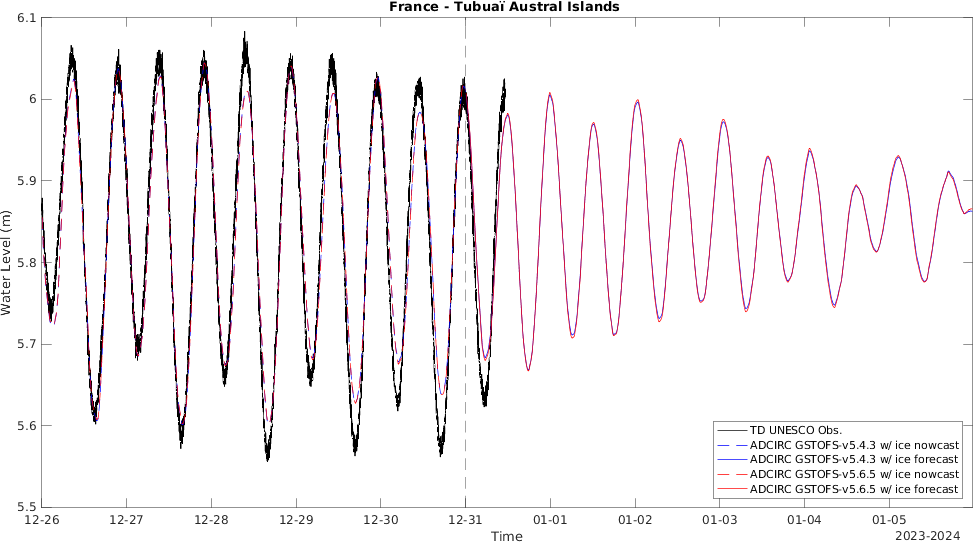 France - Tubuaï Austral Islands
6.1
6
5.9
5.8
5.7
5.6
5.5
Water Level (m)
TD UNESCO Obs.
ADCIRC GSTOFS-v5.4.3 w/ ice nowcast
ADCIRC GSTOFS-v5.4.3 w/ ice forecast
ADCIRC GSTOFS-v5.6.5 w/ ice nowcast
ADCIRC GSTOFS-v5.6.5 w/ ice forecast
12-26 12-27 12-28 12-29 12-30 12-31 01-01 01-02 01-03 01-04 01-05
Time
2023-2024